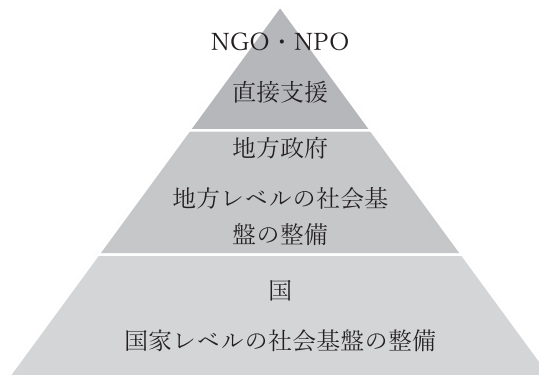 NGO・NPO
直接支援
地方政府
地方レベルの社会基
盤の整備
国
国家レベルの社会基盤の整備